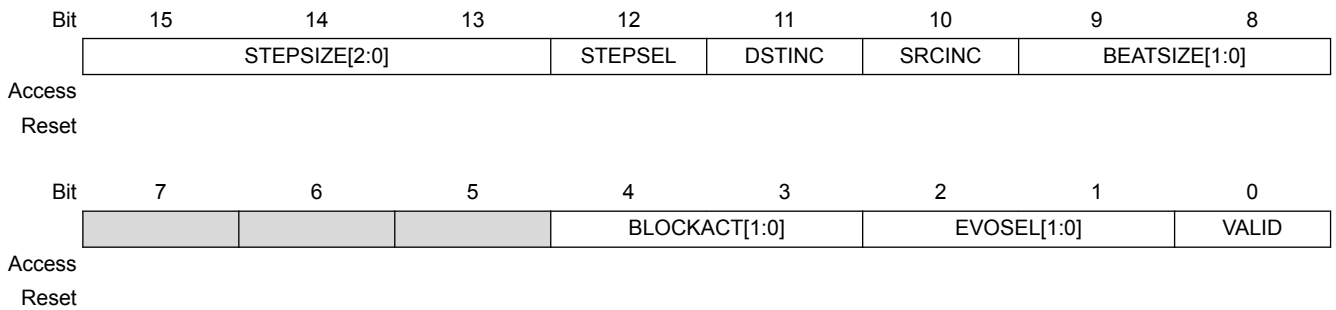 Bit 15 14 13 12 11 10 9 8
STEPSIZE[2:0] STEPSEL DSTINC SRCINC BEATSIZE[1:0]
Access
Reset
Bit 7 6 5 4 3 2 1 0
BLOCKACT[1:0] EVOSEL[1:0] VALID
Access
Reset